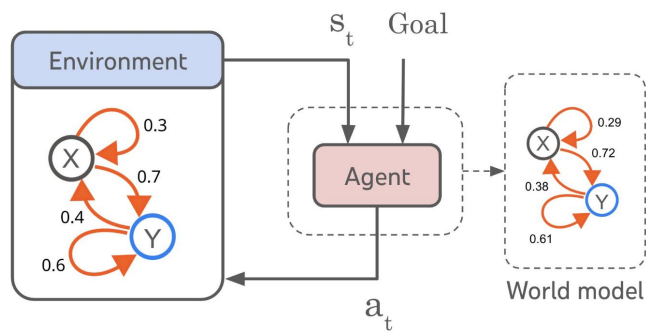 Environment
X
0.3
0.7
0.4
Y
0.6
s_t
Goal
Agent
a_t
X
0.29
0.72
0.38
Y
0.61
World model